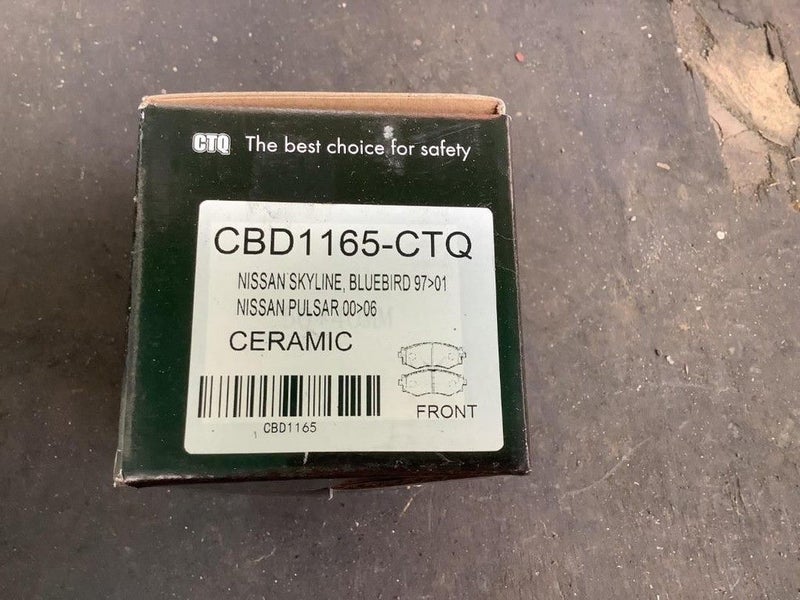 CTQ The best choice for safety
CBD1165-CTQ
NISSAN SKYLINE, BLUEBIRD 97>01
NISSAN PULSAR 00>06
CERAMIC
FRONT
CBD1165